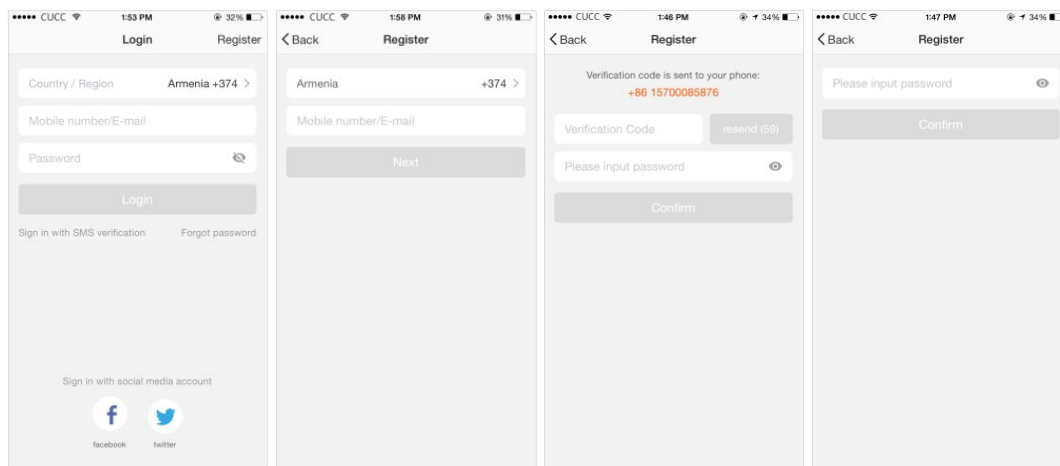 CUCC 1:53 PM 32%
Login Register
Country / Region Armenia +374 >
Mobile number/E-mail
Password
Login
Sign in with SMS verification Forgot password
Sign in with social media account
facebook twitter
CUCC 1:58 PM 31%
< Back Register
Armenia +374 >
Mobile number/E-mail
Next
CUCC 1:46 PM 34%
< Back Register
Verification code is sent to your phone:
+86 15700085876
Verification Code resend (59)
Please input password
Confirm
CUCC 1:47 PM 34%
< Back Register
Please input password
Confirm